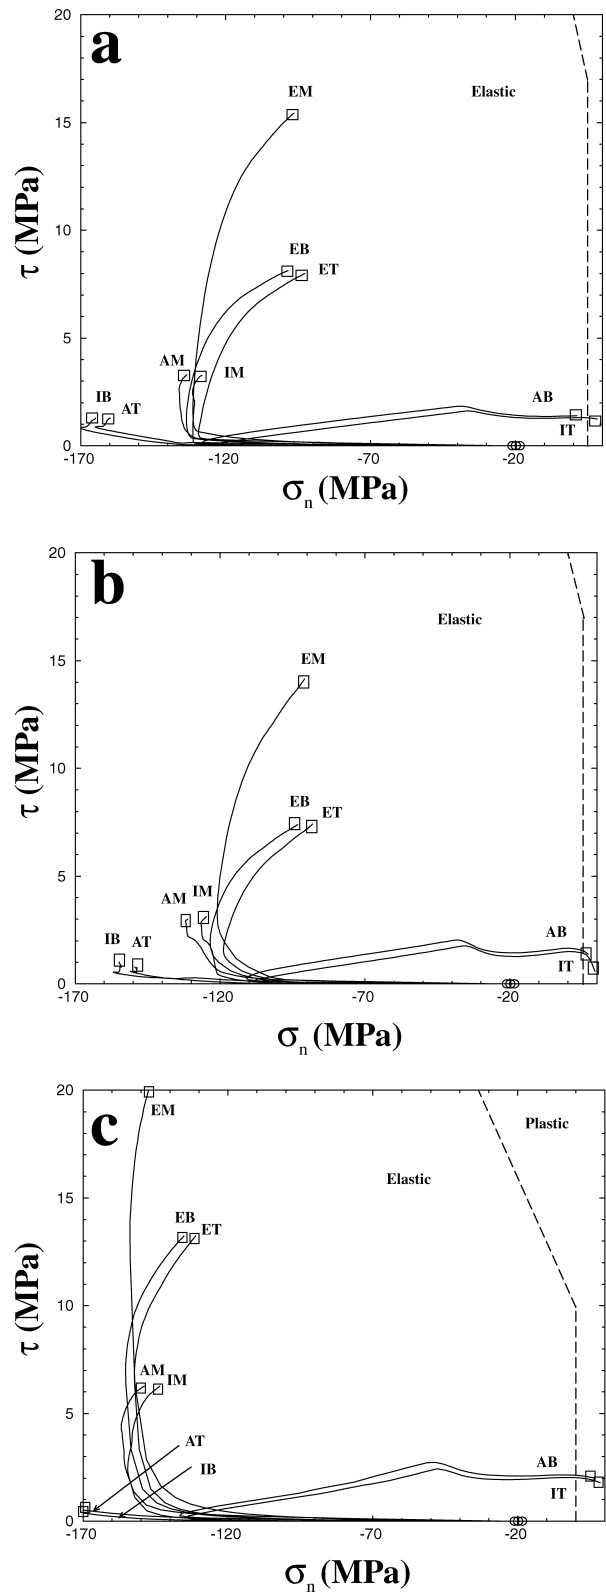 a
20
15
10
5
0
τ (MPa)
EM
Elastic
EB
ET
AM
IM
IB
AT
AB
IT
-170
-120
-70
-20
σn (MPa)
b
20
15
10
5
0
τ (MPa)
Elastic
EM
EB
ET
AM
IM
IB
AT
AB
IT
-170
-120
-70
-20
σn (MPa)
c
20
15
10
5
0
τ (MPa)
EM
Plastic
Elastic
EB
ET
AM
IM
AT
IB
AB
IT
-170
-120
-70
-20
σn (MPa)